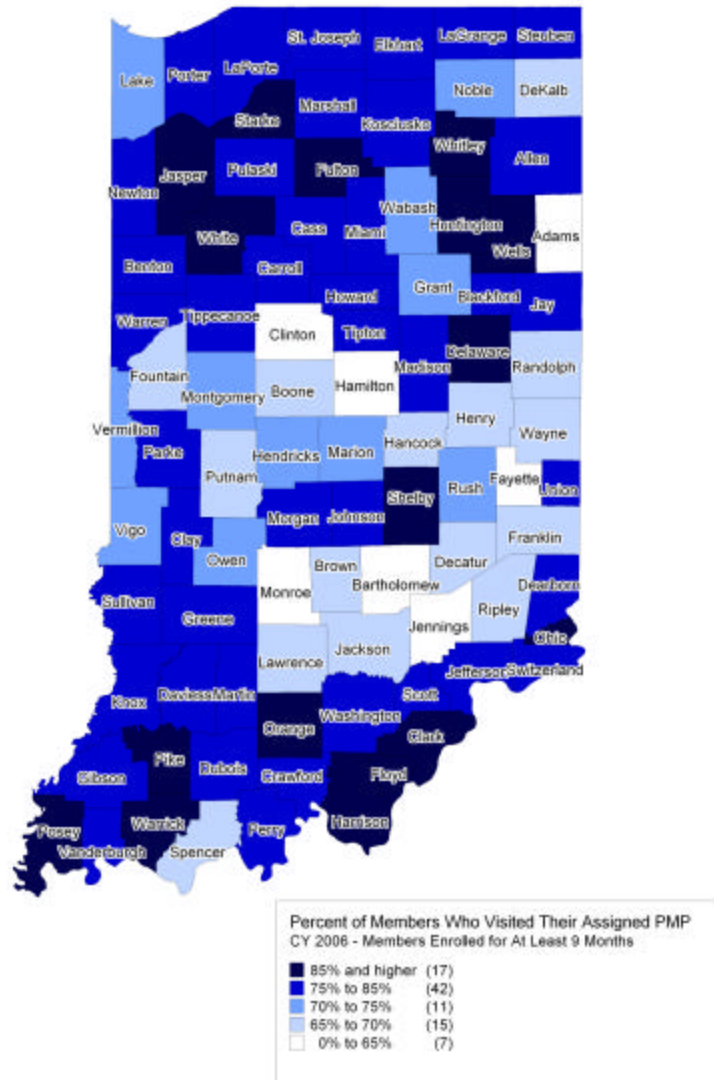 St. Joseph
Elkhart
LaGrange
Steuben
Lake
Porter
LaPorte
Noble
DeKalb
Starke
Marshall
Kosciusko
Whitley
Allen
Jasper
Pulaski
Fulton
Newton
Wabash
Huntington
Wells
Adams
White
Cass
Miami
Benton
Carroll
Grant
Blackford
Jay
Howard
Warren
Tippecanoe
Clinton
Tipton
Delaware
Randolph
Madison
Fountain
Montgomery
Boone
Hamilton
Henry
Wayne
Vermillion
Parke
Hendricks
Marion
Hancock
Putnam
Shelby
Rush
Fayette
Union
Morgan
Johnson
Vigo
Clay
Owen
Franklin
Decatur
Brown
Bartholomew
Dearborn
Monroe
Sullivan
Greene
Ripley
Jennings
Ohio
Jackson
Lawrence
Jefferson
Switzerland
Knox
Daviess
Martin
Scott
Washington
Orange
Clark
Pike
Dubois
Crawford
Floyd
Gibson
Harrison
Posey
Warrick
Perry
Vanderburgh
Spencer
Percent of Members Who Visited Their Assigned PMP
CY 2006 - Members Enrolled for At Least 9 Months
85% and higher (17)
75% to 85% (42)
70% to 75% (11)
65% to 70% (15)
0% to 65% (7)